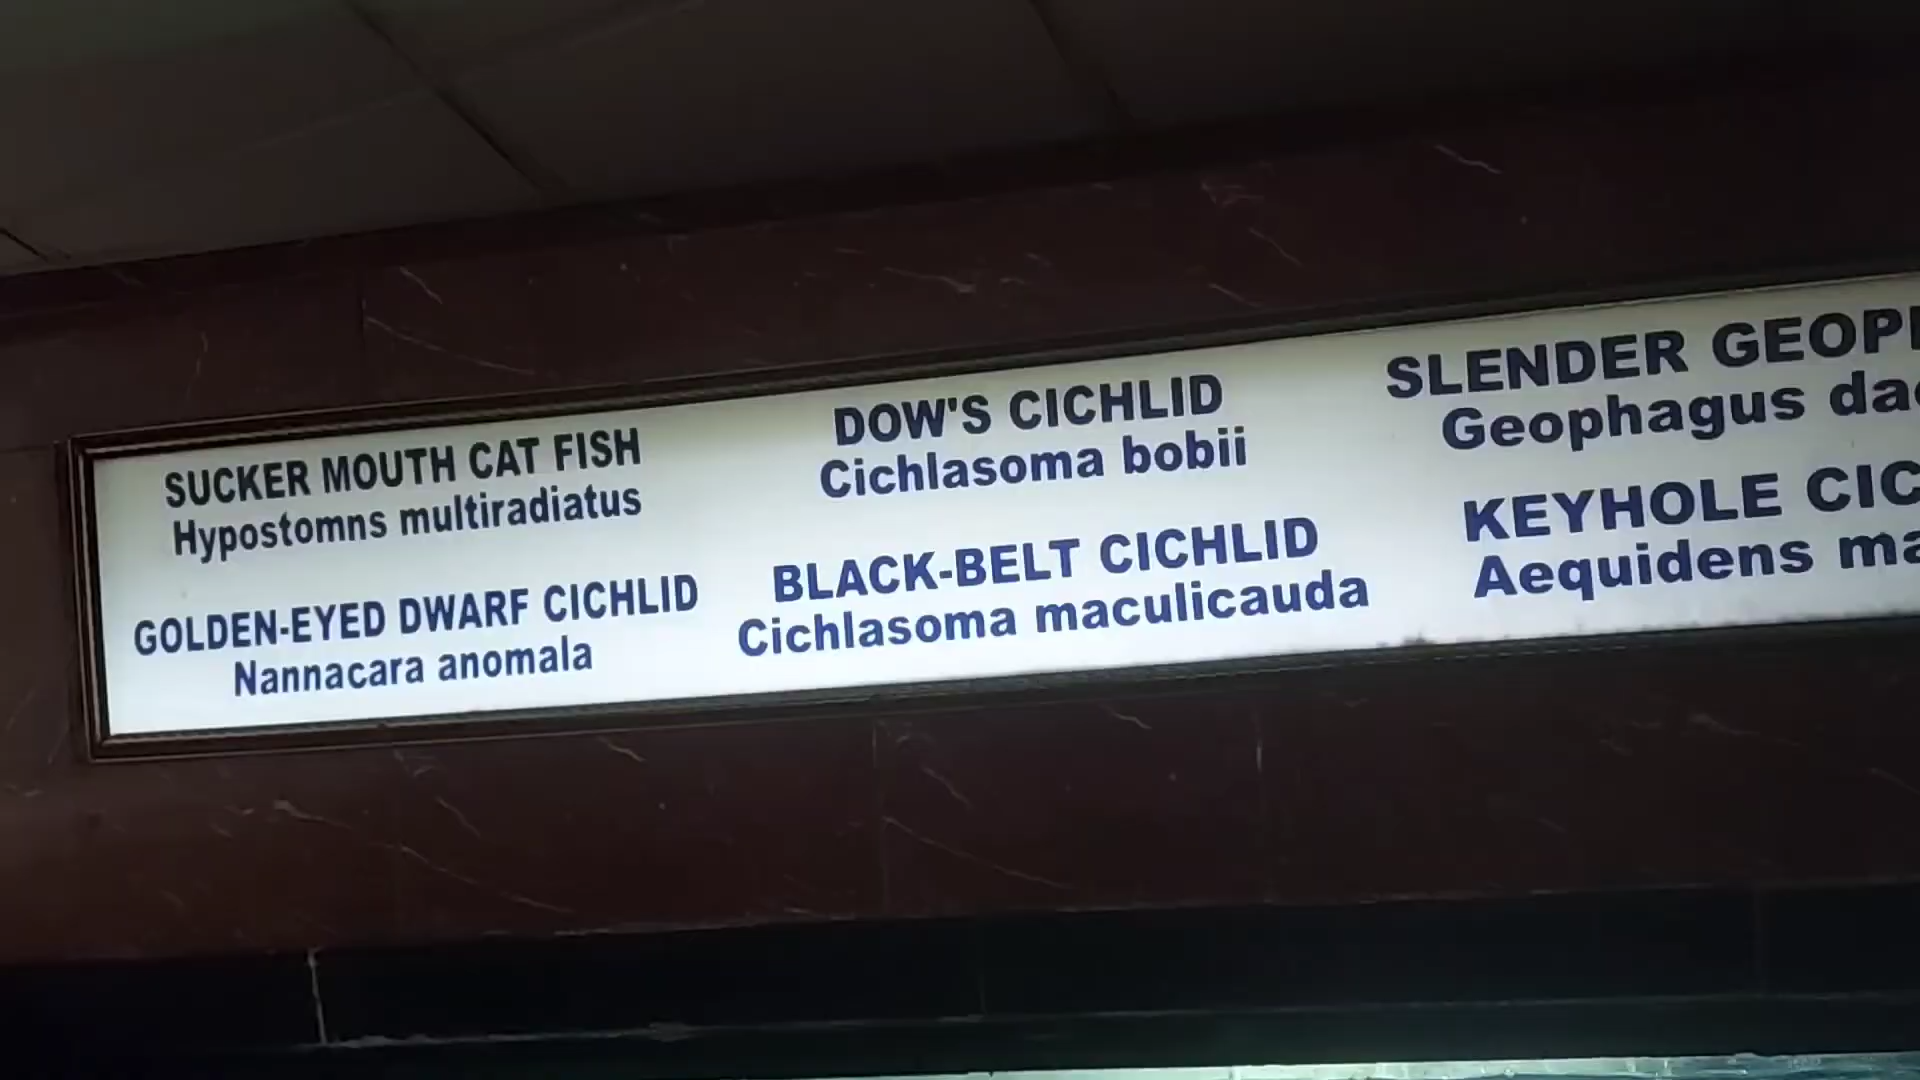 SUCKER MOUTH CAT FISH
Hypostomns multiradiatus
GOLDEN-EYED DWARF CICHLID
Nannacara anomala
DOW'S CICHLID
Cichlasoma bobii
BLACK-BELT CICHLID
Cichlasoma maculicauda
SLENDER
Geophagus
KEYHOLE
Aequidens